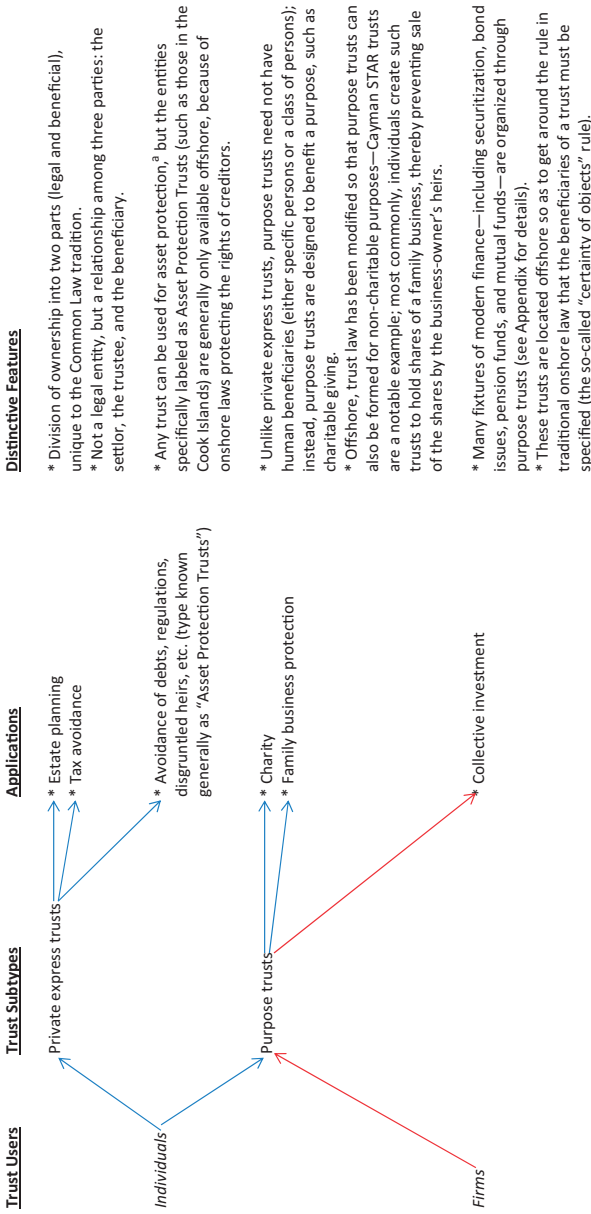 Trust Users
Trust Subtypes
Applications
Distinctive Features
Individuals
Firms
Private express trusts
Purpose trusts
* Estate planning
* Tax avoidance
* Avoidance of debts, regulations,
disgruntled heirs, etc. (type known
generally as “Asset Protection Trusts”)
* Charity
* Family business protection
* Collective investment
* Division of ownership into two parts (legal and beneficial),
unique to the Common Law tradition.
* Not a legal entity, but a relationship among three parties: the
settlor, the trustee, and the beneficiary.
* Any trust can be used for asset protection,a but the entities
specifically labeled as Asset Protection Trusts (such as those in the
Cook Islands) are generally only available offshore, because of
onshore laws protecting the rights of creditors.
* Unlike private express trusts, purpose trusts need not have
human beneficiaries (either specific persons or a class of persons);
instead, purpose trusts are designed to benefit a purpose, such as
charitable giving.
* Offshore, trust law has been modified so that purpose trusts can
also be formed for non-charitable purposes—Cayman STAR trusts
are a notable example; most commonly, individuals create such
trusts to hold shares of a family business, thereby preventing sale
of the shares by the business-owner’s heirs.
* Many fixtures of modern finance—including securitization, bond
issues, pension funds, and mutual funds—are organized through
purpose trusts (see Appendix for details).
* These trusts are located offshore so as to get around the rule in
traditional onshore law that the beneficiaries of a trust must be
specified (the so-called “certainty of objects” rule).